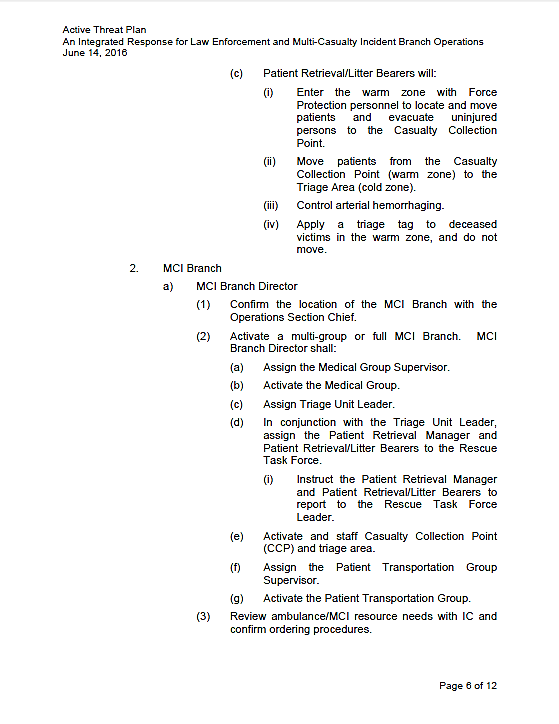 Active Threat Plan
An Integrated Response for Law Enforcement and Multi-Casualty Incident Branch Operations
June 14, 2016
(c) Patient Retrieval/Litter Bearers will:
(i) Enter the warm zone with Force
Protection personnel to locate and move
patients and evacuate uninjured
persons to the Casualty Collection
Point.
(ii) Move patients from the Casualty
Collection Point (warm zone) to the
Triage Area (cold zone).
(iii) Control arterial hemorrhaging.
(iv) Apply a triage tag to deceased
victims in the warm zone, and do not
move.
2. MCI Branch
a) MCI Branch Director
(1) Confirm the location of the MCI Branch with the
Operations Section Chief.
(2) Activate a multi-group or full MCI Branch. MCI
Branch Director shall:
(a) Assign the Medical Group Supervisor.
(b) Activate the Medical Group.
(c) Assign Triage Unit Leader.
(d) In conjunction with the Triage Unit Leader,
assign the Patient Retrieval Manager and
Patient Retrieval/Litter Bearers to the Rescue
Task Force.
(i) Instruct the Patient Retrieval Manager
and Patient Retrieval/Litter Bearers to
report to the Rescue Task Force
Leader.
(e) Activate and staff Casualty Collection Point
(CCP) and triage area.
(f) Assign the Patient Transportation Group
Supervisor.
(g) Activate the Patient Transportation Group.
(3) Review ambulance/MCI resource needs with IC and
confirm ordering procedures.
Page 6 of 12